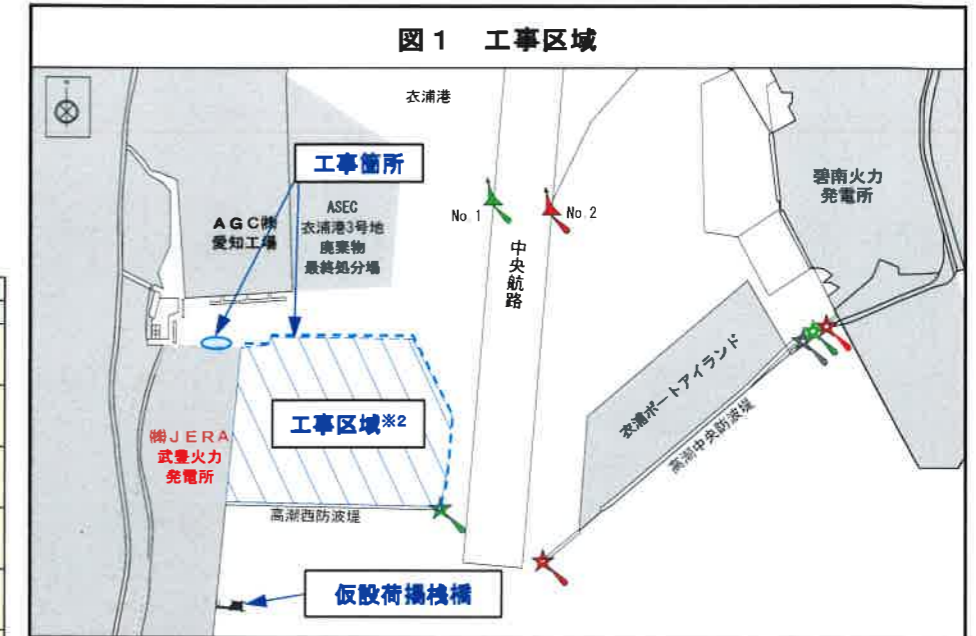 図1 工事区域
衣浦港
工事箇所
碧南火力
発電所
ASEC
衣浦港3号地
廃棄物
最終処分場
AGC㈱
愛知工場
No.1
No.2
中央航路
衣浦ポートアイランド
高潮中央防波堤
工事区域※2
㈱JERA
武豊火力
発電所
高潮西防波堤
仮設荷揚桟橋